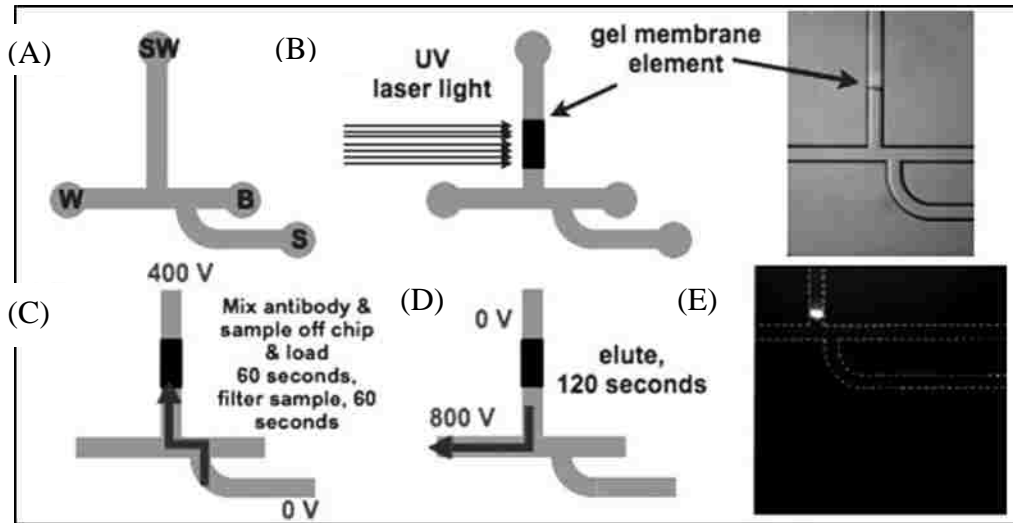 (A)
SW
W
B
S
(B)
UV
laser light
gel membrane
element
(C)
400 V
Mix antibody &
sample off chip
& load
60 seconds,
filter sample, 60
seconds
0 V
(D)
0 V
800 V
elute,
120 seconds
(E)